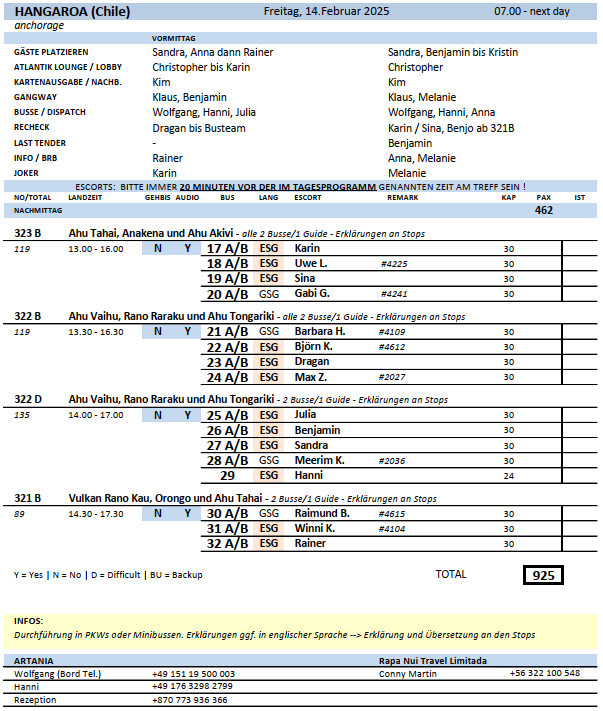 HANGAROA (Chile) Freitag, 14.Februar 2025 07.00 - next day
anchorage
VORMITTAG
GÄSTE PLATZIEREN Sandra, Anna dann Rainer Sandra, Benjamin bis Kristin
ATLANTIK LOUNGE / LOBBY Christopher bis Karin Christopher
KARTENAUSGABE / NACHB. Kim Kim
GANGWAY Klaus, Benjamin Klaus, Melanie
BUSSE / DISPATCH Wolfgang, Hanni, Julia Wolfgang, Hanni, Anna
RECHECK Dragan bis Busteam Karin / Sina, Benjo ab 321B
LAST TENDER - Benjamin
INFO / BRB Rainer Anna, Melanie
JOKER Karin Melanie
ESCORTS: BITTE IMMER 20 MINUTEN VOR DER IM TAGESPROGRAMM GENANNTEN ZEIT AM TREFF SEIN !
NO/TOTAL LANDZEIT GEHBIS AUDIO BUS LANG ESCORT REMARK KAP PAX IST
NACHMITTAG 462
323 B Ahu Tahai, Anakena und Ahu Akivi - alle 2 Busse/1 Guide - Erklärungen an Stops
119 13.00 - 16.00 N Y 17 A/B ESG Karin 30
18 A/B ESG Uwe L. #4225 30
19 A/B ESG Sina 30
20 A/B GSG Gabi G. #4241 30
322 B Ahu Vaihu, Rano Raraku und Ahu Tongariki - alle 2 Busse/1 Guide - Erklärungen an Stops
119 13.30 - 16.30 N Y 21 A/B GSG Barbara H. #4109 30
22 A/B ESG Björn K. #4612 30
23 A/B ESG Dragan 30
24 A/B ESG Max Z. #2027 30
322 D Ahu Vaihu, Rano Raraku und Ahu Tongariki - 2 Busse/1 Guide - Erklärungen an Stops
135 14.00 - 17.00 N Y 25 A/B ESG Julia 30
26 A/B ESG Benjamin 30
27 A/B ESG Sandra 30
28 A/B GSG Meerim K. #2036 30
29 ESG Hanni 24
321 B Vulkan Rano Kau, Orongo und Ahu Tahai - 2 Busse/1 Guide - Erklärungen an Stops
89 14.30 - 17.30 N Y 30 A/B GSG Raimund B. #4615 30
31 A/B ESG Winni K. #4104 30
32 A/B ESG Rainer 30
Y = Yes | N = No | D = Difficult | BU = Backup TOTAL 925
INFOS:
Durchführung in PKWs oder Minibussen. Erklärungen ggf. in englischer Sprache --> Erklärung und Übersetzung an den Stops
ARTANIA Rapa Nui Travel Limitada
Wolfgang (Bord Tel.) +49 151 19 500 003 Conny Martin +56 322 100 548
Hanni +49 176 3298 2799
Rezeption +870 773 936 366